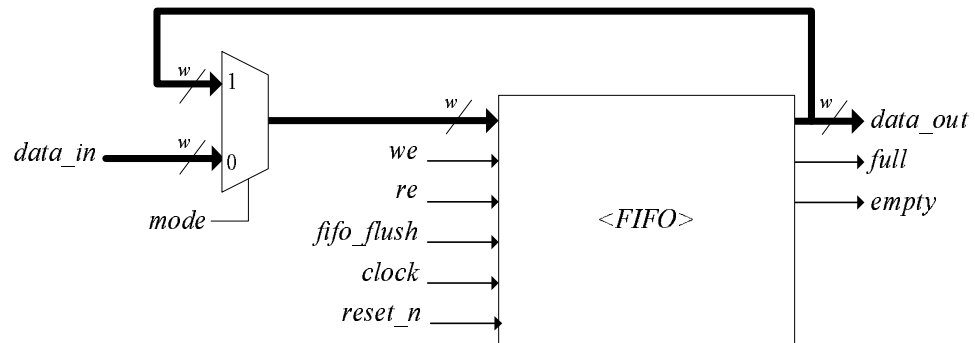 w
1
w
w
w
data_out
data_in
0
we
full
re
empty
mode
<FIFO>
fifo_flush
clock
reset_n